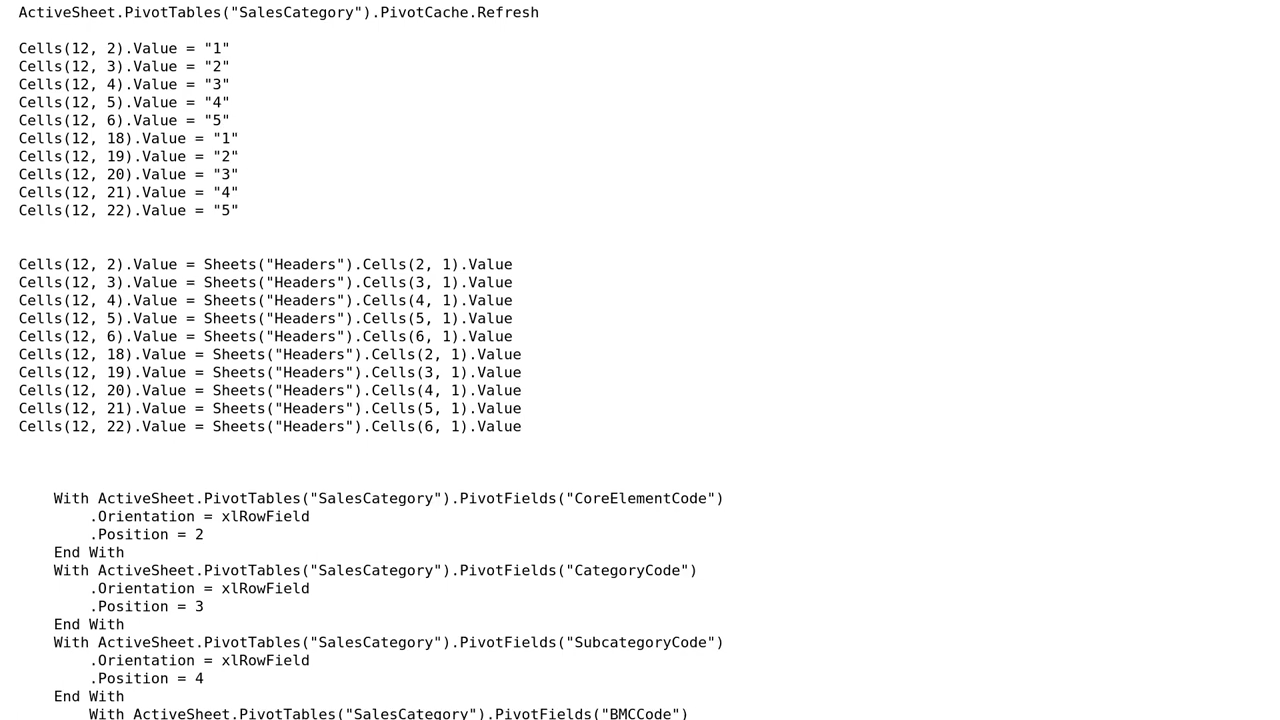 ActiveSheet.PivotTables("SalesCategory").PivotCache.Refresh
Cells(12, 2).Value = "1"
Cells(12, 3).Value = "2"
Cells(12, 4).Value = "3"
Cells(12, 5).Value = "4"
Cells(12, 6).Value = "5"
Cells(12, 18).Value = "1"
Cells(12, 19).Value = "2"
Cells(12, 20).Value = "3"
Cells(12, 21).Value = "4"
Cells(12, 22).Value = "5"
Cells(12, 2).Value = Sheets("Headers").Cells(2, 1).Value
Cells(12, 3).Value = Sheets("Headers").Cells(3, 1).Value
Cells(12, 4).Value = Sheets("Headers").Cells(4, 1).Value
Cells(12, 5).Value = Sheets("Headers").Cells(5, 1).Value
Cells(12, 6).Value = Sheets("Headers").Cells(6, 1).Value
Cells(12, 18).Value = Sheets("Headers").Cells(2, 1).Value
Cells(12, 19).Value = Sheets("Headers").Cells(3, 1).Value
Cells(12, 20).Value = Sheets("Headers").Cells(4, 1).Value
Cells(12, 21).Value = Sheets("Headers").Cells(5, 1).Value
Cells(12, 22).Value = Sheets("Headers").Cells(6, 1).Value
With ActiveSheet.PivotTables("SalesCategory").PivotFields("CoreElementCode")
.Orientation = xlRowField
.Position = 2
End With
With ActiveSheet.PivotTables("SalesCategory").PivotFields("CategoryCode")
.Orientation = xlRowField
.Position = 3
End With
With ActiveSheet.PivotTables("SalesCategory").PivotFields("SubcategoryCode")
.Orientation = xlRowField
.Position = 4
End With
With ActiveSheet.PivotTables("SalesCategory").PivotFields("BMCCode")